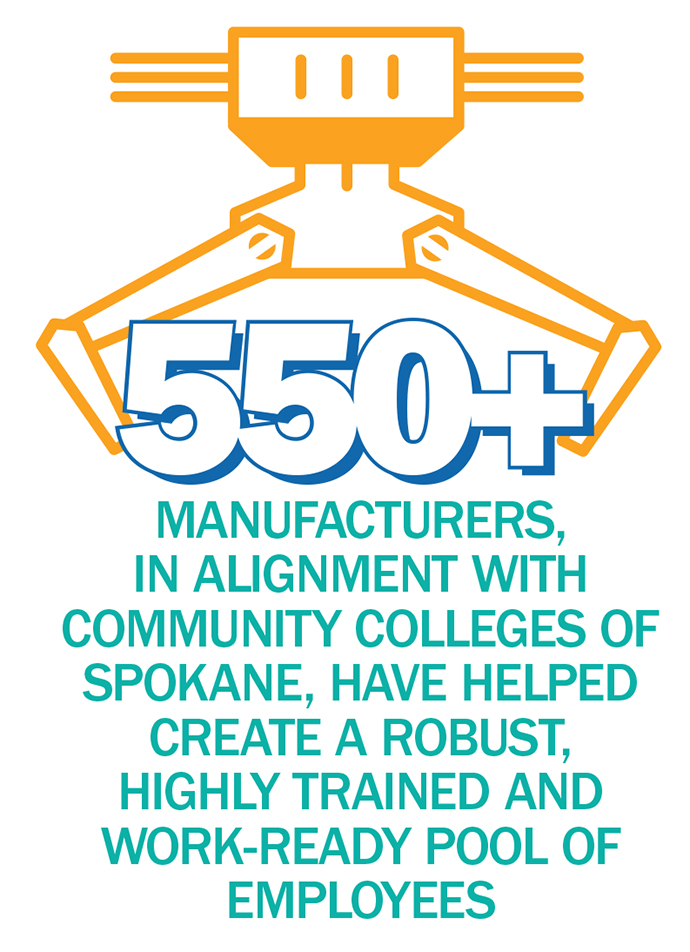 550+
MANUFACTURERS,
IN ALIGNMENT WITH
COMMUNITY COLLEGES OF
SPOKANE, HAVE HELPED
CREATE A ROBUST,
HIGHLY TRAINED AND
WORK-READY POOL OF
EMPLOYEES